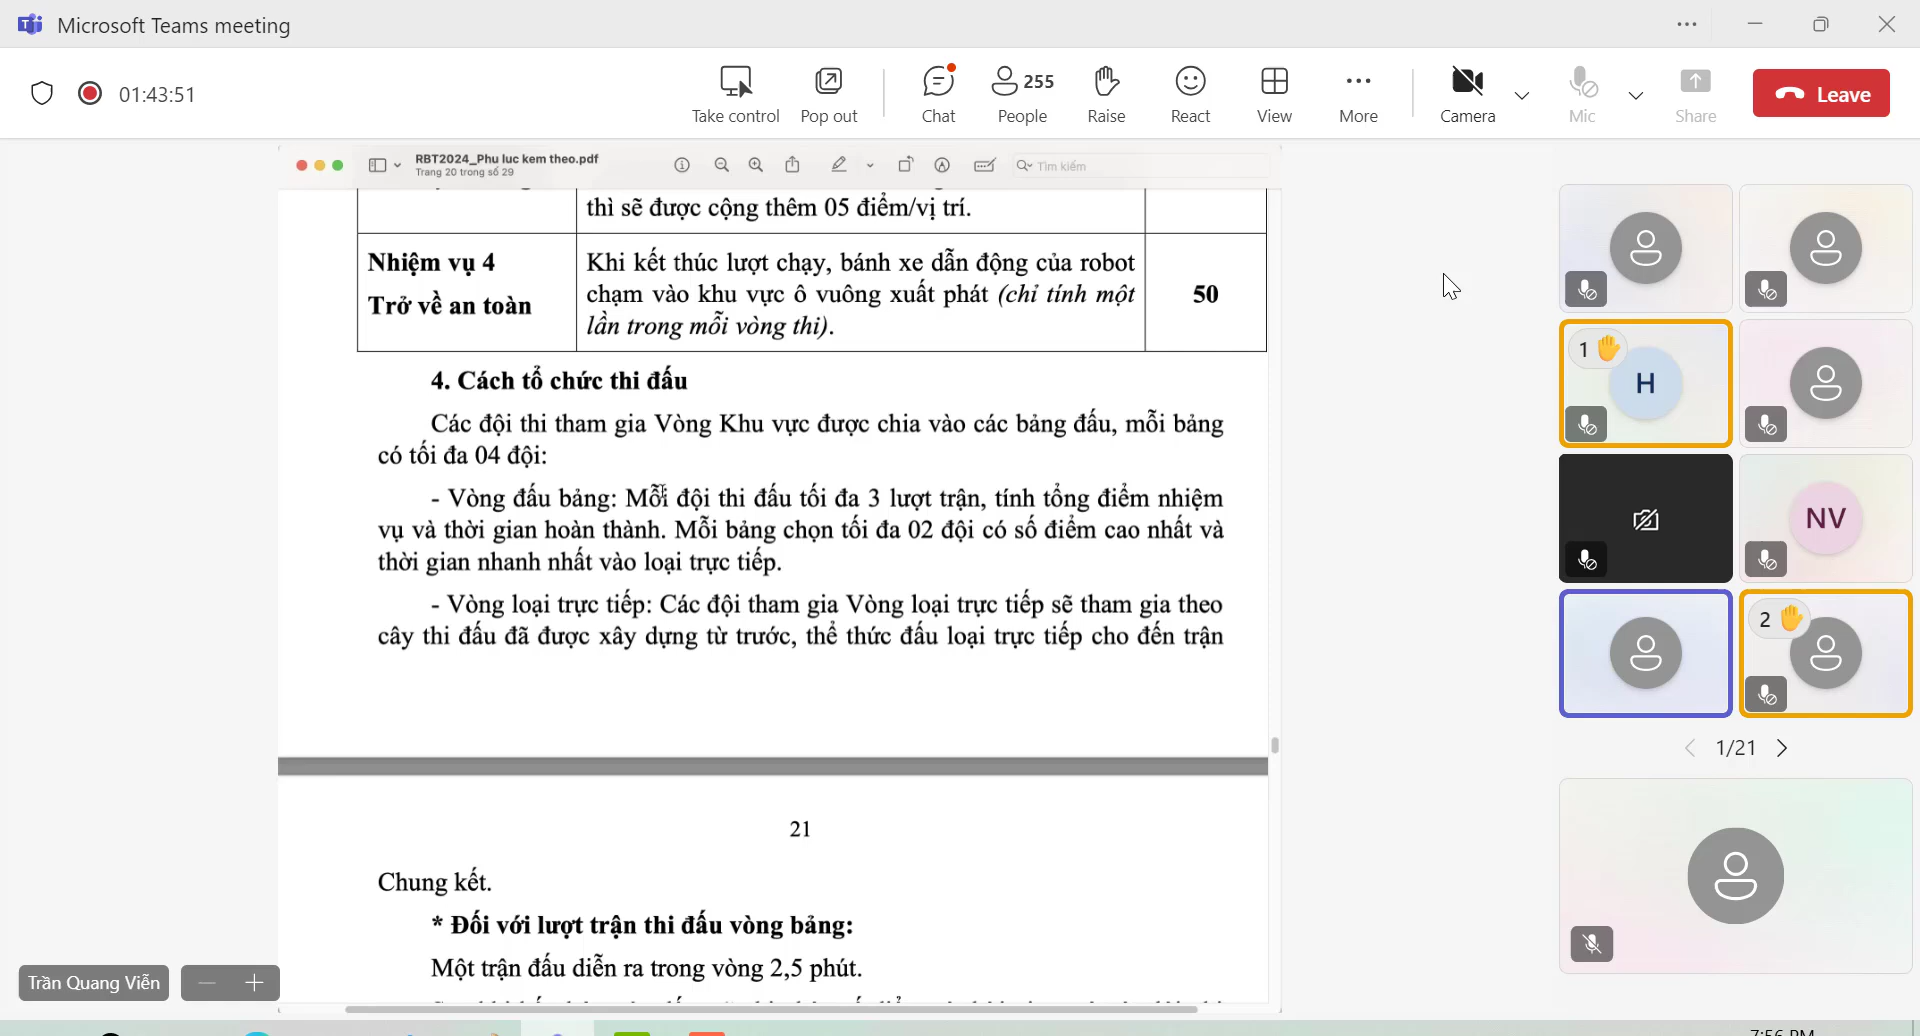 Microsoft Teams meeting
01:43:51
Take control
Pop out
Chat
255
People
Raise
React
View
More
Camera
Mic
Share
Leave
RBT2024_Phu luc kem theo.pdf
Trang 20 trong số 29
Tìm kiếm
thì sẽ được cộng thêm 05 điểm/vị trí.
Nhiệm vụ 4
Trở về an toàn
Khi kết thúc lượt chạy, bánh xe dẫn động của robot
chạm vào khu vực ô vuông xuất phát (chỉ tính một
lần trong mỗi vòng thi).
50
4. Cách tổ chức thi đấu
Các đội thi tham gia Vòng Khu vực được chia vào các bảng đấu, mỗi bảng
có tối đa 04 đội:
- Vòng đấu bảng: Mỗi đội thi đấu tối đa 3 lượt trận, tính tổng điểm nhiệm
vụ và thời gian hoàn thành. Mỗi bảng chọn tối đa 02 đội có số điểm cao nhất và
thời gian nhanh nhất vào loại trực tiếp.
- Vòng loại trực tiếp: Các đội tham gia Vòng loại trực tiếp sẽ tham gia theo
cây thi đấu đã được xây dựng từ trước, thể thức đấu loại trực tiếp cho đến trận
21
Chung kết.
* Đối với lượt trận thi đấu vòng bảng:
Một trận đấu diễn ra trong vòng 2,5 phút.
1
H
NV
2
1/21
Trần Quang Viễn
7:56 PM